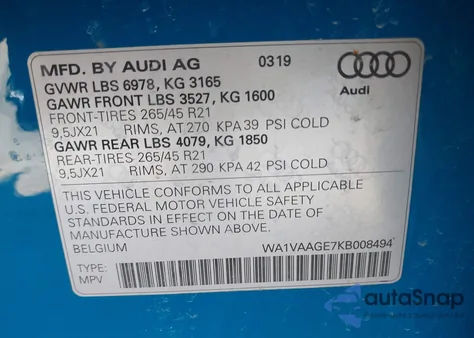 MFD. BY AUDI AG 0319
GVWR LBS 6978, KG 3165
GAWR FRONT LBS 3527, KG 1600
FRONT-TIRES 265/45 R21
9,5JX21 RIMS, AT 270 KPA 39 PSI COLD
GAWR REAR LBS 4079, KG 1850
REAR-TIRES 265/45 R21
9,5JX21 RIMS, AT 290 KPA 42 PSI COLD
Audi
THIS VEHICLE CONFORMS TO ALL APPLICABLE
U.S. FEDERAL MOTOR VEHICLE SAFETY
STANDARDS IN EFFECT ON THE DATE OF
MANUFACTURE SHOWN ABOVE.
BELGIUM WA1VAAGE7KB008494
TYPE:
MPV
autoSnap